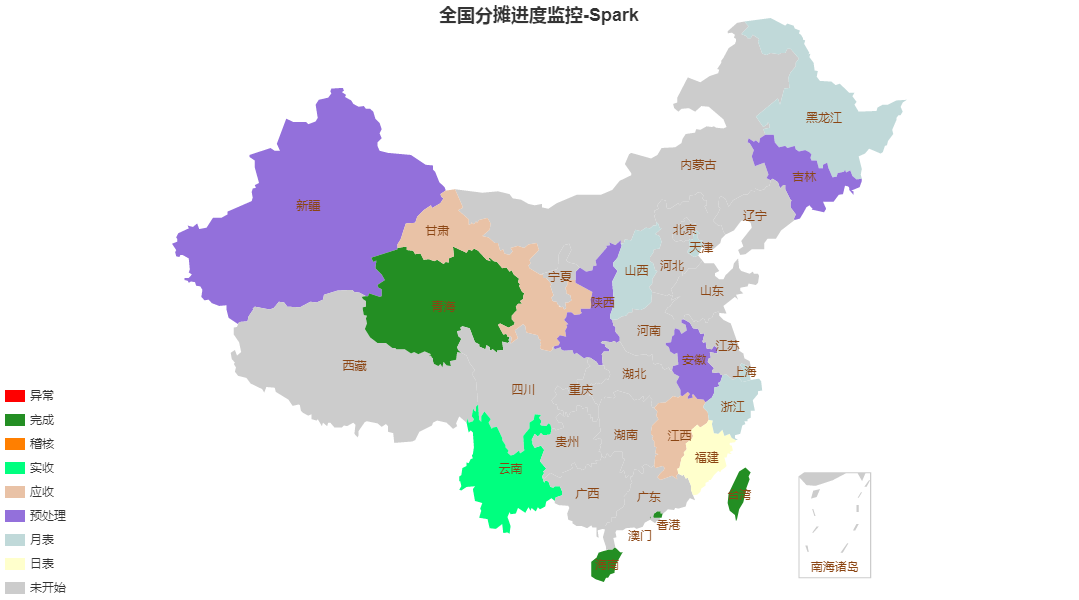 全国分摊进度监控-Spark
黑龙江
内蒙古
吉林
新疆
辽宁
甘肃
北京
天津
河北
山西
宁夏
山东
陕西
青海
河南
江苏
安徽
西藏
上海
湖北
四川
重庆
浙江
异常
完成
稽核
实收
应收
预处理
月表
日表
未开始
湖南
江西
贵州
福建
云南
广西
广东
台湾
香港
澳门
海南
南海诸岛